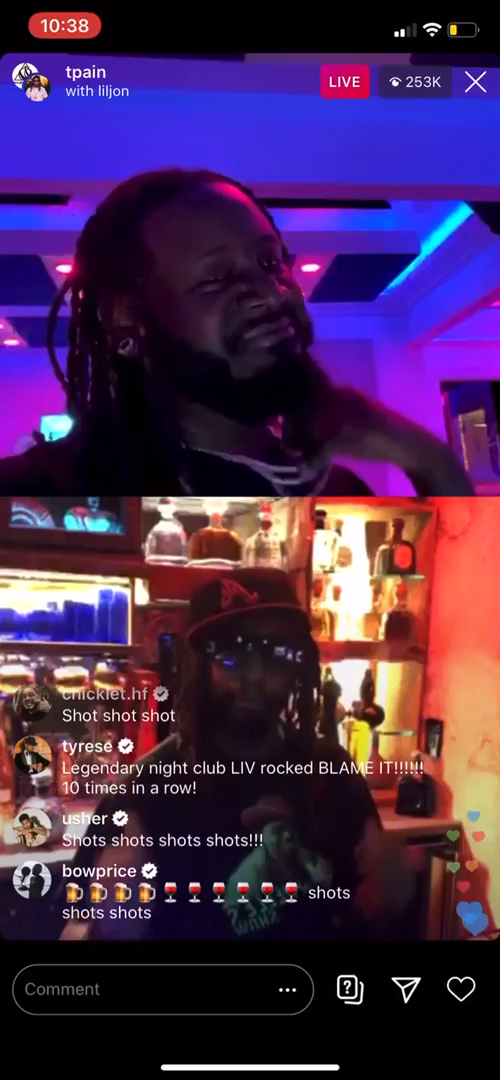 10:38
tpain
with liljon
LIVE
253K
chicklet.hf
Shot shot shot
tyrese
Legendary night club LIV rocked BLAME IT!!!!!!
10 times in a row!
usher
Shots shots shots shots!!!
bowprice
🍺🍺🍺🍺🍷🍷🍷🍷🍷🍷 shots
shots shots
Comment